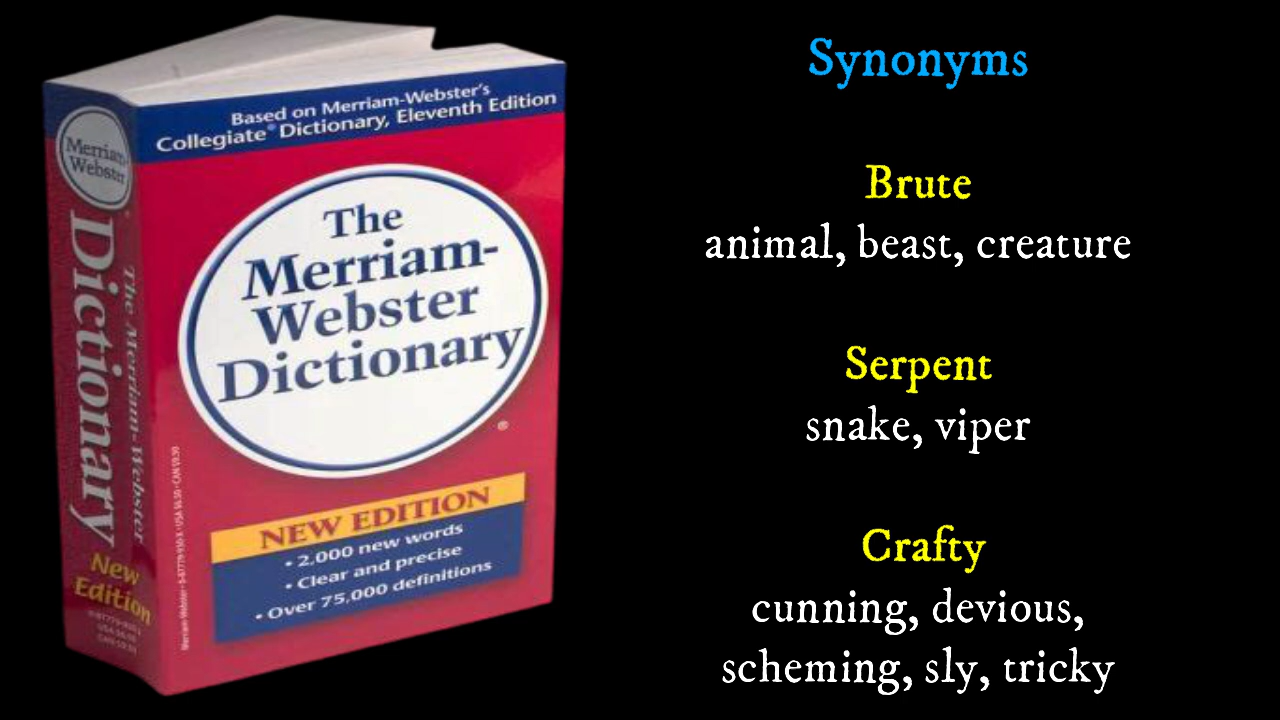 Based on Merriam-Webster's
Collegiate® Dictionary, Eleventh Edition
Merriam-
Webster
The Merriam-Webster
Dictionary
New
Edition
The
Merriam-
Webster
Dictionary
®
NEW EDITION
• 2,000 new words
• Clear and precise
• Over 75,000 definitions
Synonyms
Brute
animal, beast, creature
Serpent
snake, viper
Crafty
cunning, devious,
scheming, sly, tricky